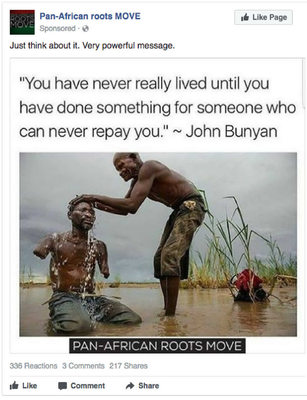 Pan-African roots MOVE
Sponsored ·
Like Page
Just think about it. Very powerful message.
"You have never really lived until you
have done something for someone who
can never repay you." ~ John Bunyan
PAN-AFRICAN ROOTS MOVE
336 Reactions 3 Comments 217 Shares
Like Comment Share